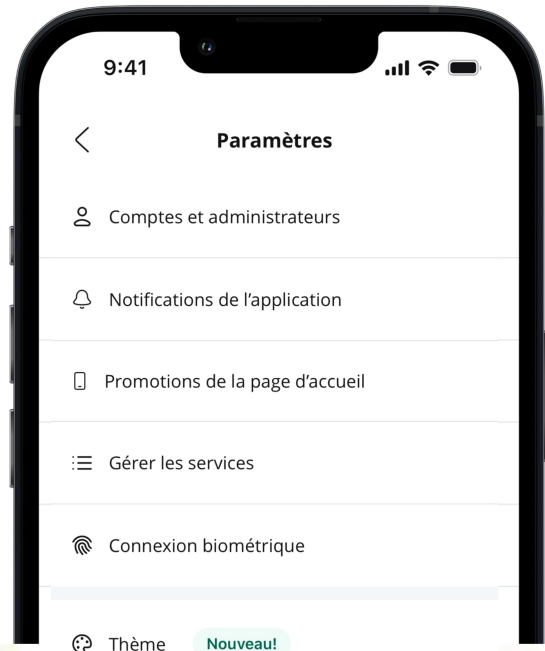 9:41
Paramètres
Comptes et administrateurs
Notifications de l’application
Promotions de la page d’accueil
Gérer les services
Connexion biométrique
Thème Nouveau!